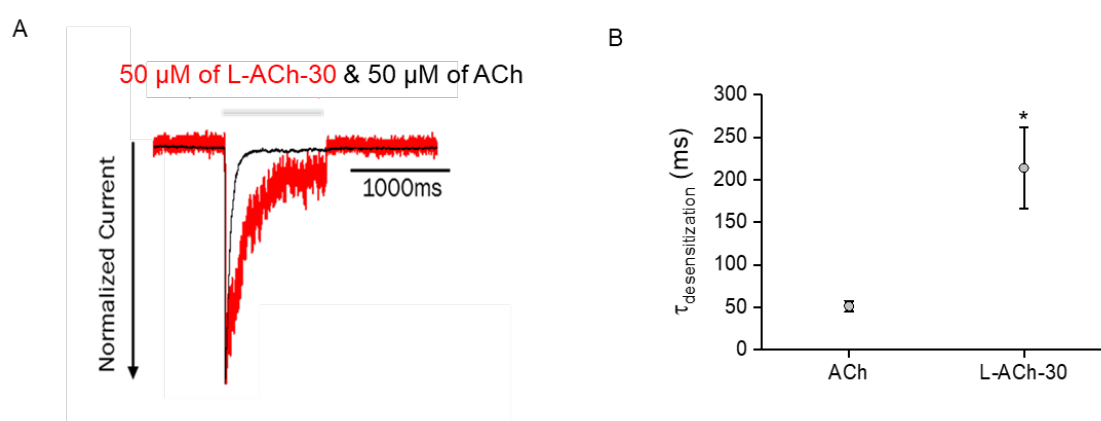 A
50 µM of L-ACh-30 & 50 µM of ACh
Normalized Current
1000ms
B
τdesensitization (ms)
300
250
200
150
100
50
0
*
ACh
L-ACh-30